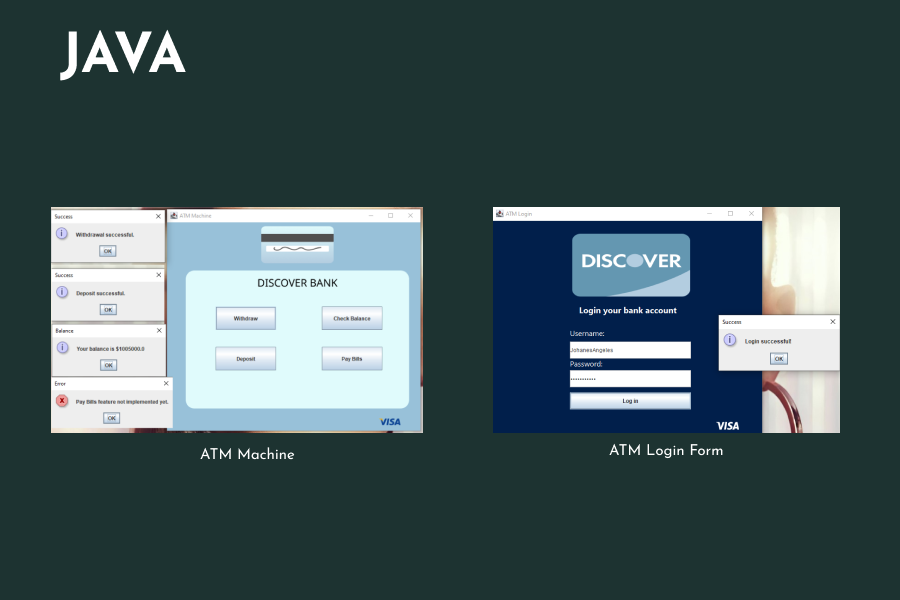 JAVA
Success
Withdrawal successful.
OK
Success
Deposit successful.
OK
Balance
Your balance is $1005000.0
OK
Error
Pay Bills feature not implemented yet.
OK
ATM Machine
DISCOVER BANK
Withdraw
Check Balance
Deposit
Pay Bills
VISA
ATM Machine
ATM Login
DISCOVER
Login your bank account
Username:
JohanesAngeles
Password:
•••••••••••
Log in
VISA
Success
Login successful!
OK
ATM Login Form